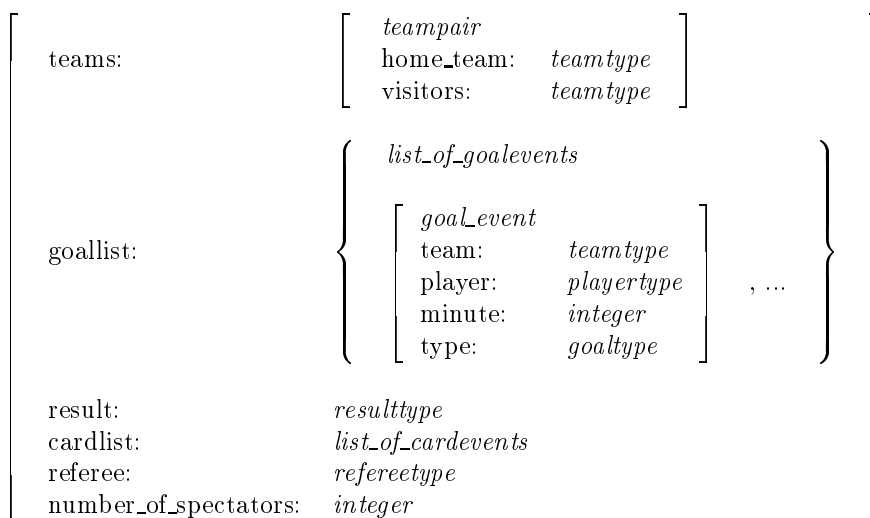 teampair
teams: home_team: teamtype
visitors: teamtype
list_of_goalevents
goal_event
team: teamtype
goallist: player: playertype , ...
minute: integer
type: goaltype
result: resulttype
cardlist: list_of_cardevents
referee: refereetype
number_of_spectators: integer